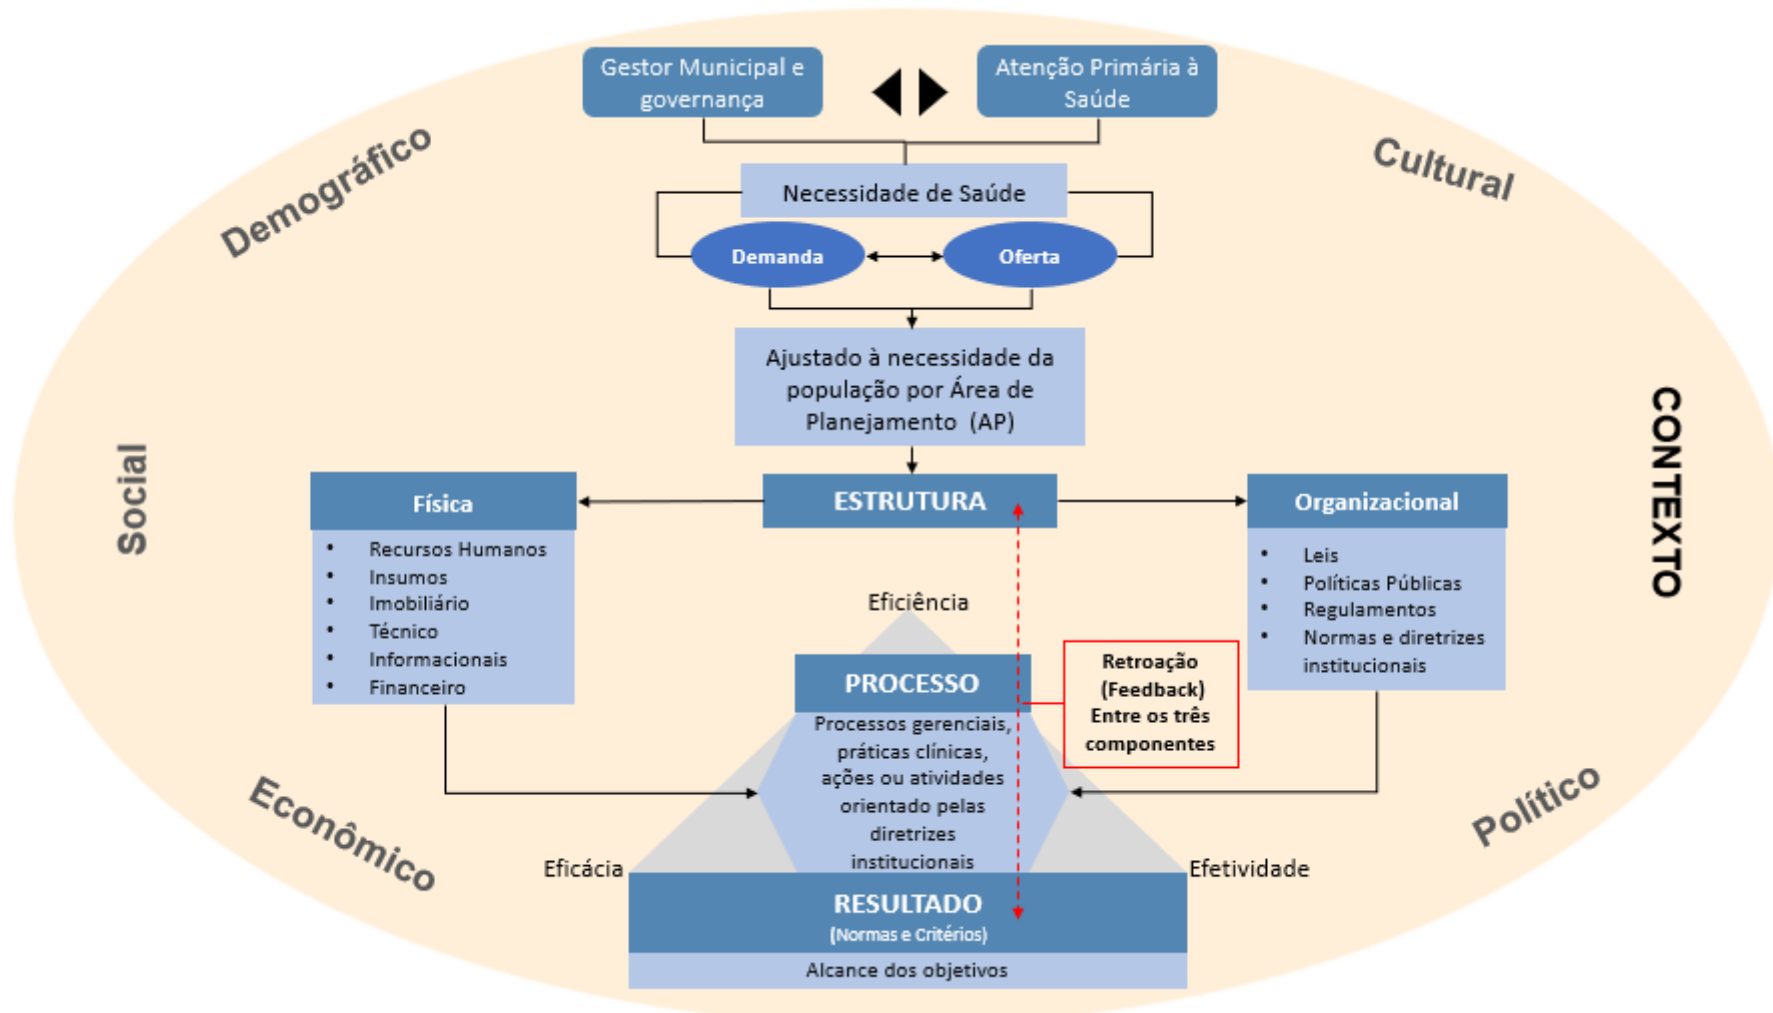 Gestor Municipal e
governança
Atenção Primária à
Saúde
Demográfico
Cultural
Necessidade de Saúde
Demanda
Oferta
Ajustado à necessidade da
população por Área de
Planejamento (AP)
Social
CONTEXTO
Física
ESTRUTURA
Organizacional
• Recursos Humanos
• Insumos
• Imobiliário
• Técnico
• Informacionais
• Financeiro
• Leis
• Políticas Públicas
• Regulamentos
• Normas e diretrizes
institucionais
Eficiência
PROCESSO
Processos gerenciais,
práticas clínicas,
ações ou atividades
orientado pelas
diretrizes
institucionais
Retroação
(Feedback)
Entre os três
componentes
Econômico
Político
Eficácia
Efetividade
RESULTADO
(Normas e Critérios)
Alcance dos objetivos